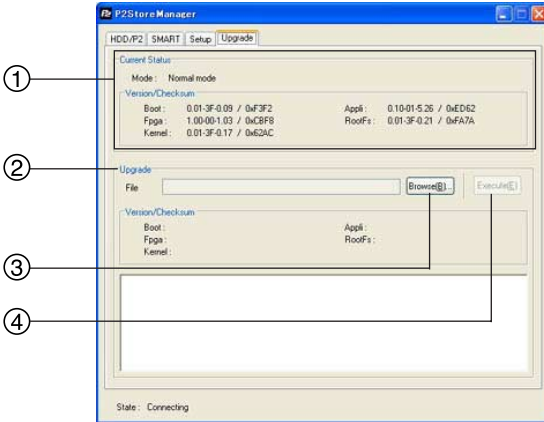 P2StoreManager
HDD/P2 SMART Setup Upgrade
Current Status
Mode : Normal mode
Version/Checksum
Boot : 0.01-3F-0.09 / 0xF3F2 Appli : 0.10-01-5.26 / 0xED62
Fpga : 1.00-00-1.03 / 0xCBF8 RootFs : 0.01-3F-0.21 / 0xFA7A
Kernel : 0.01-3F-0.17 / 0x62AC
Upgrade
File Browse(B)... Execute(E)
Version/Checksum
Boot : Appli :
Fpga : RootFs :
Kernel :
State : Connecting
1
2
3
4